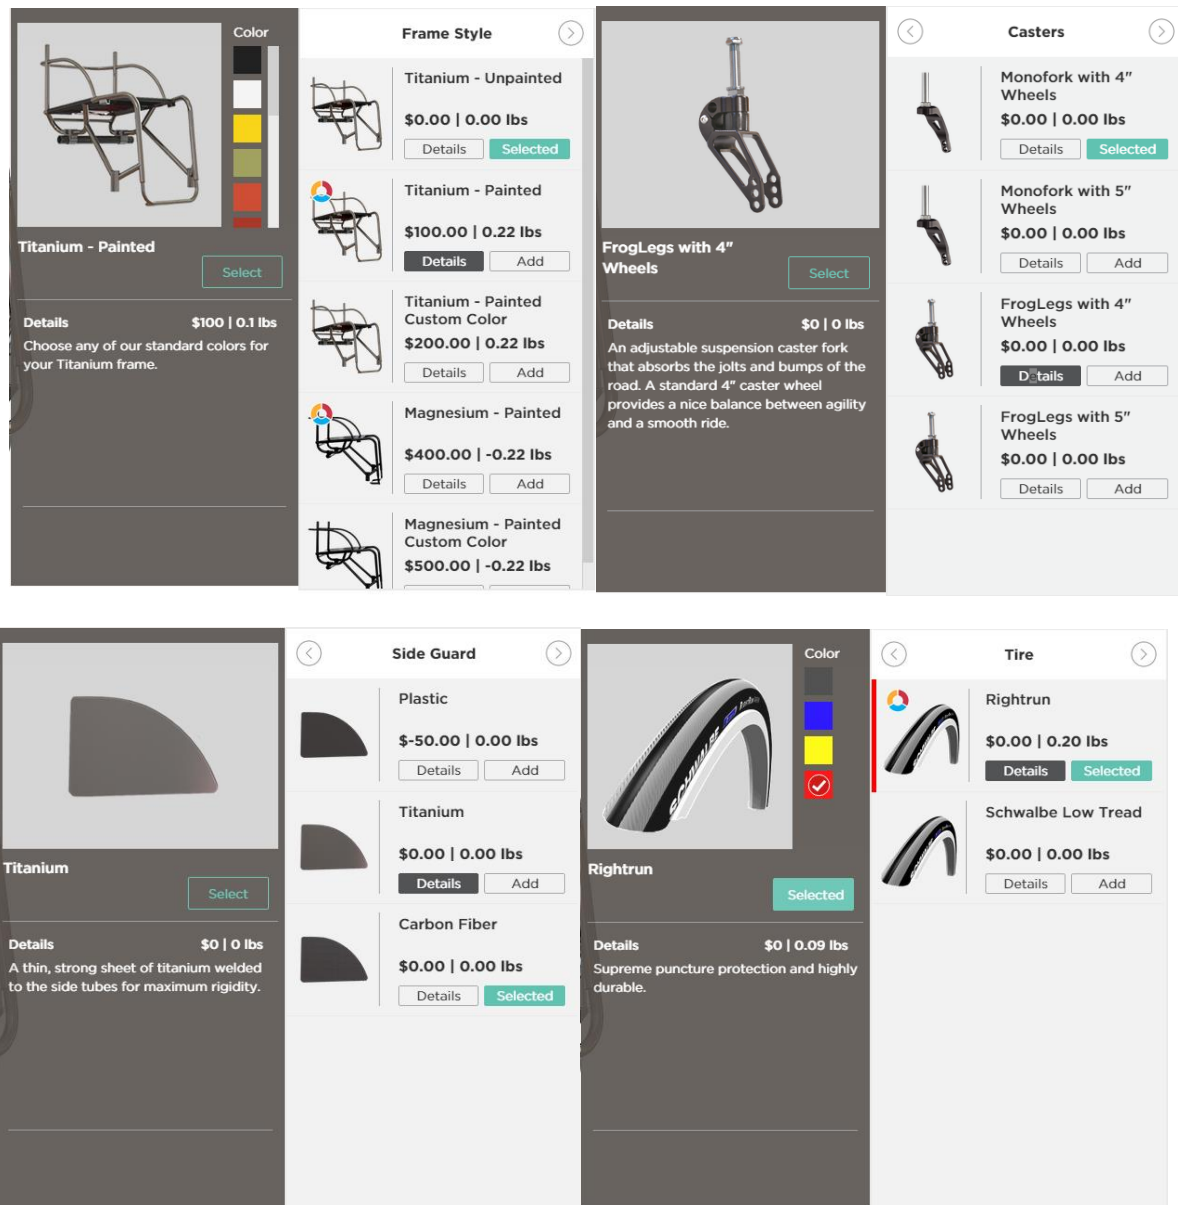 Color
Titanium - Painted
Select
Details $100 | 0.1 lbs
Choose any of our standard colors for
your Titanium frame.
Frame Style
Titanium - Unpainted
$0.00 | 0.00 lbs
Details Selected
Titanium - Painted
$100.00 | 0.22 lbs
Details Add
Titanium - Painted
Custom Color
$200.00 | 0.22 lbs
Details Add
Magnesium - Painted
$400.00 | -0.22 lbs
Details Add
Magnesium - Painted
Custom Color
$500.00 | -0.22 lbs
FrogLegs with 4"
Wheels
Select
Details $0 | 0 lbs
An adjustable suspension caster fork
that absorbs the jolts and bumps of the
road. A standard 4" caster wheel
provides a nice balance between agility
and a smooth ride.
Casters
Monofork with 4"
Wheels
$0.00 | 0.00 lbs
Details Selected
Monofork with 5"
Wheels
$0.00 | 0.00 lbs
Details Add
FrogLegs with 4"
Wheels
$0.00 | 0.00 lbs
Details Add
FrogLegs with 5"
Wheels
$0.00 | 0.00 lbs
Details Add
Titanium
Select
Details $0 | 0 lbs
A thin, strong sheet of titanium welded
to the side tubes for maximum rigidity.
Side Guard
Plastic
$-50.00 | 0.00 lbs
Details Add
Titanium
$0.00 | 0.00 lbs
Details Add
Carbon Fiber
$0.00 | 0.00 lbs
Details Selected
Color
SCHWALBE
Rightrun
Selected
Details $0 | 0.09 lbs
Supreme puncture protection and highly
durable.
Tire
Rightrun
$0.00 | 0.20 lbs
Details Selected
Schwalbe Low Tread
$0.00 | 0.00 lbs
Details Add